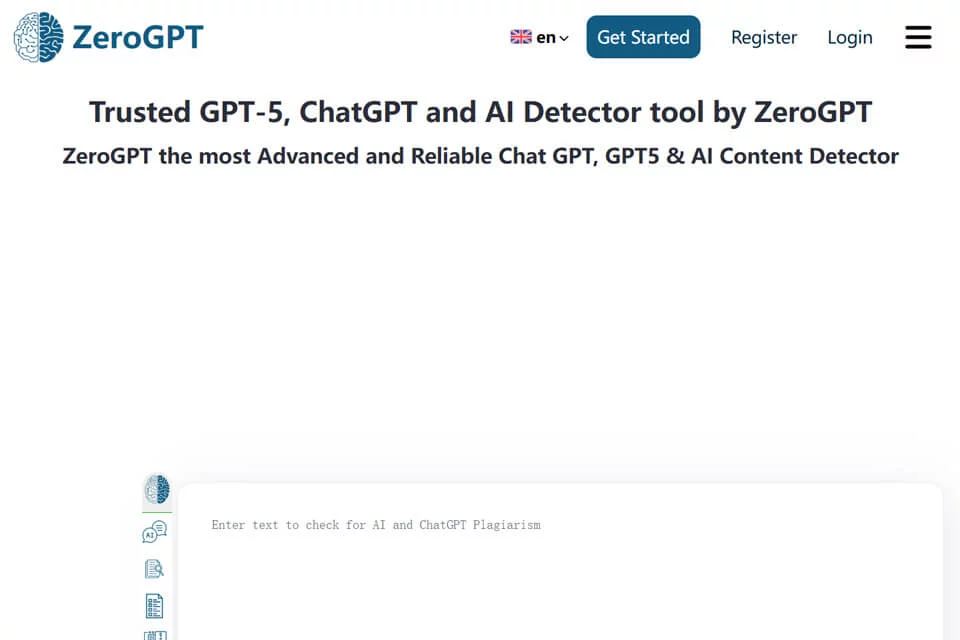 ZeroGPT
en
Get Started
Register
Login
Trusted GPT-5, ChatGPT and AI Detector tool by ZeroGPT
ZeroGPT the most Advanced and Reliable Chat GPT, GPT5 & AI Content Detector
Enter text to check for AI and ChatGPT Plagiarism
AI